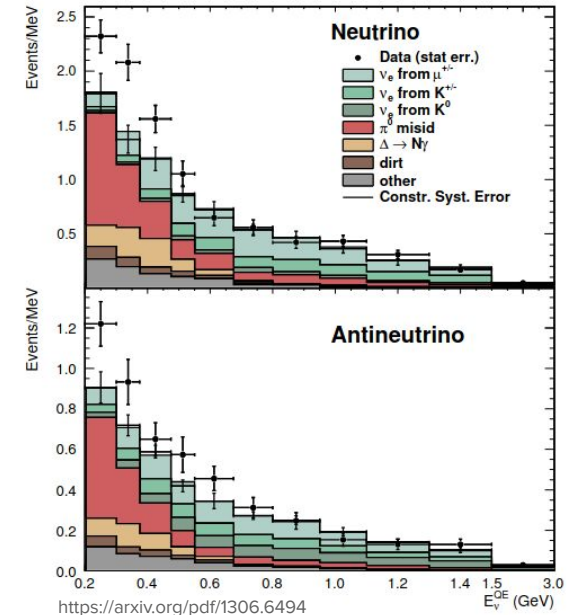 Neutrino
Events/MeV
2.5
2.0
1.5
1.0
0.5
Data (stat err.)
νe from μ+/-
νe from K+/-
νe from K0
π0 misid
Δ → Nγ
dirt
other
Constr. Syst. Error
Antineutrino
Events/MeV
1.2
1.0
0.8
0.6
0.4
0.2
0.0
0.2 0.4 0.6 0.8 1.0 1.2 1.4 1.5 3.0
EνQE (GeV)
https://arxiv.org/pdf/1306.6494